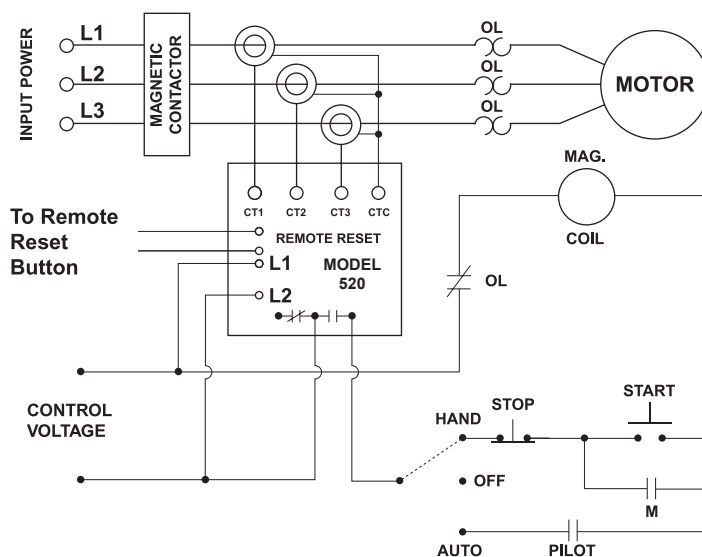 INPUT POWER
L1
L2
L3
MAGNETIC
CONTACTOR
OL
OL
OL
MOTOR
CT1
CT2
CT3
CTC
REMOTE RESET
L1
MODEL
520
L2
To Remote
Reset
Button
MAG.
COIL
OL
CONTROL
VOLTAGE
HAND
STOP
START
OFF
M
AUTO
PILOT